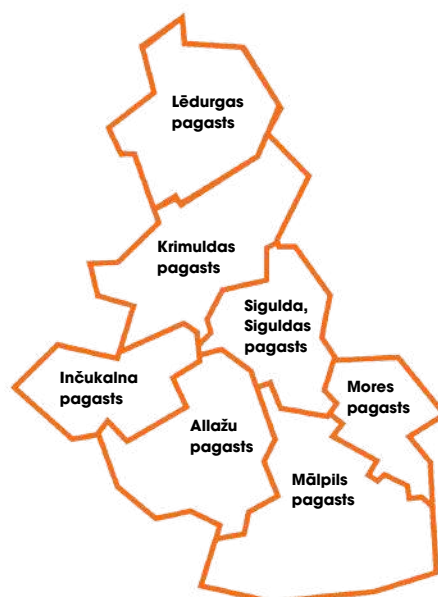 Lēdurgas
pagasts
Krimuldas
pagasts
Sigulda,
Siguldas
pagasts
Inčukalna
pagasts
Mores
pagasts
Allažu
pagasts
Mālpils
pagasts